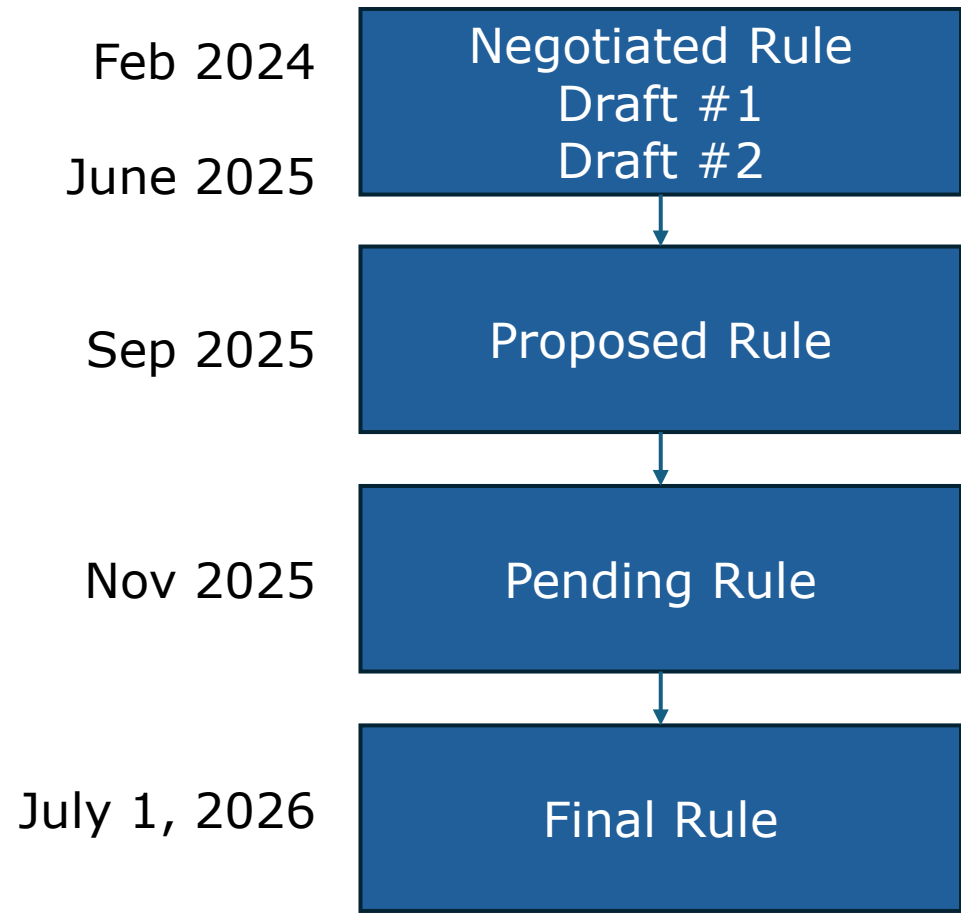 Feb 2024
Negotiated Rule
Draft #1
June 2025
Draft #2
Sep 2025
Proposed Rule
Nov 2025
Pending Rule
July 1, 2026
Final Rule